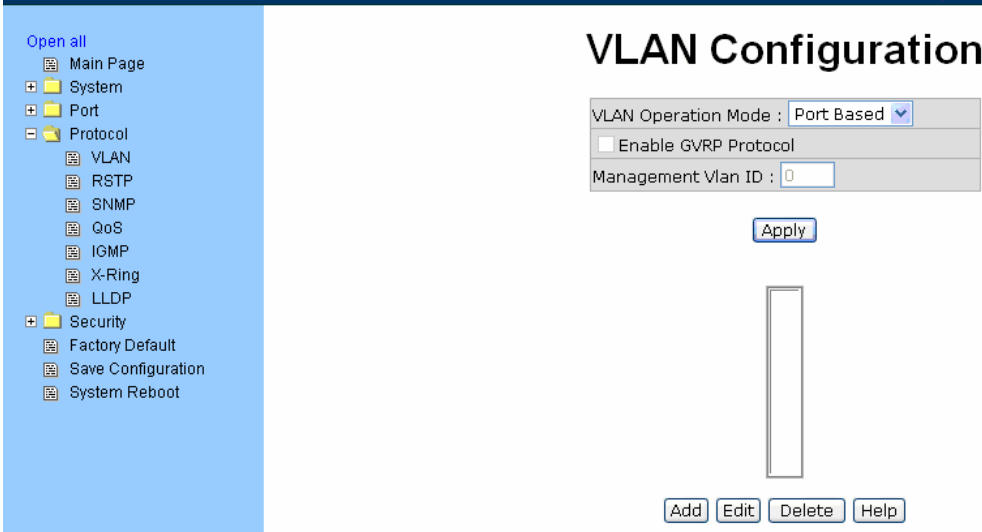 Open all
Main Page
System
Port
Protocol
VLAN
RSTP
SNMP
QoS
IGMP
X-Ring
LLDP
Security
Factory Default
Save Configuration
System Reboot
VLAN Configuration
VLAN Operation Mode : Port Based
Enable GVRP Protocol
Management Vlan ID : 0
Apply
Add Edit Delete Help